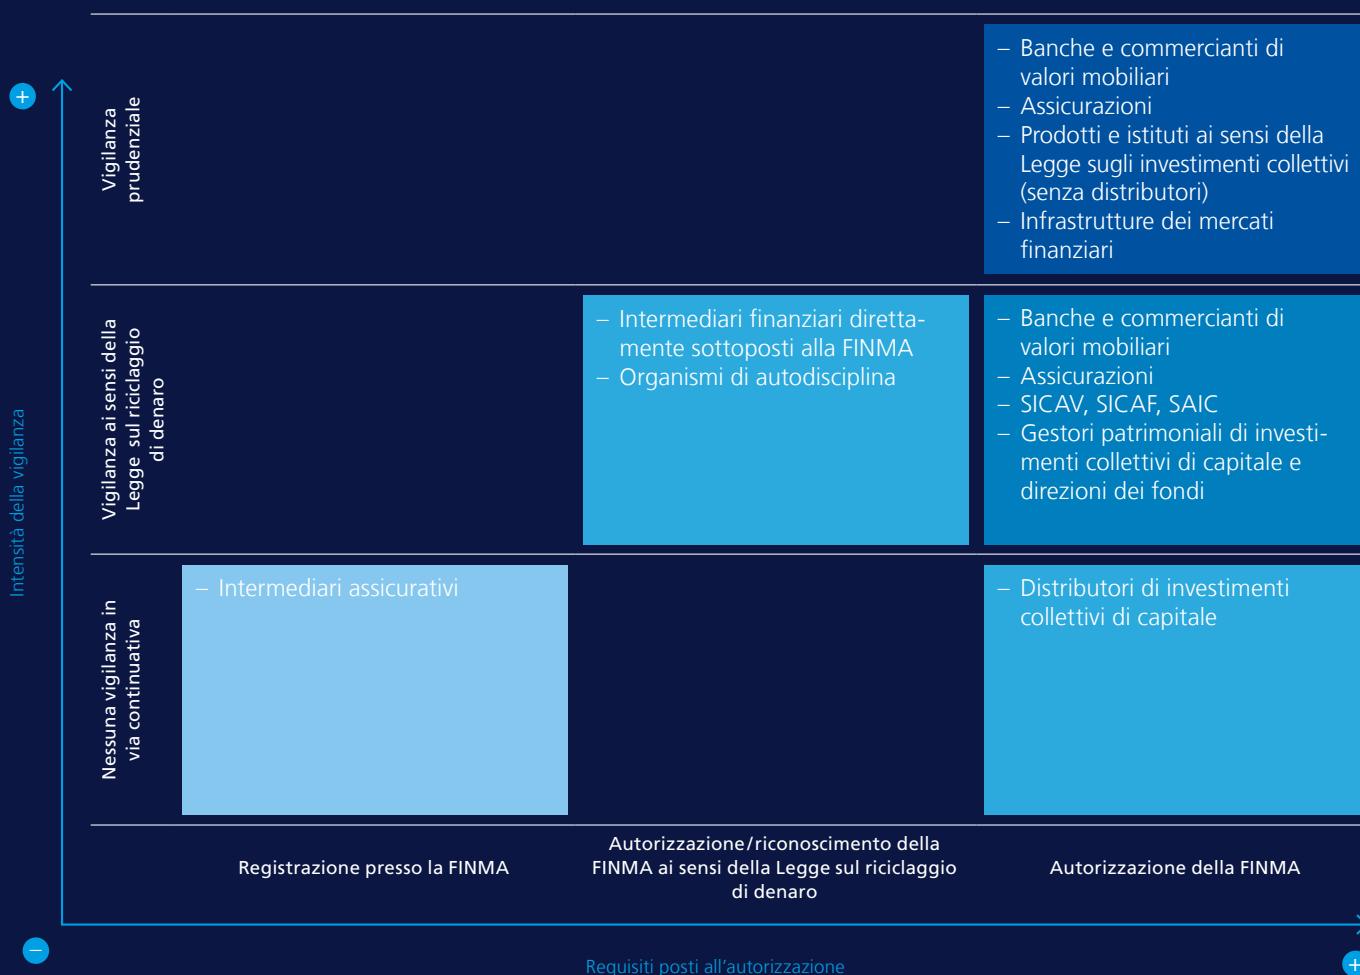 +
Intensità della vigilanza
Vigilanza
prudenziale
– Banche e commercianti di
valori mobiliari
– Assicurazioni
– Prodotti e istituti ai sensi della
Legge sugli investimenti collettivi
(senza distributori)
– Infrastrutture dei mercati
finanziari
Vigilanza ai sensi della
Legge sul riciclaggio
di denaro
– Intermediari finanziari diretta-
mente sottoposti alla FINMA
– Organismi di autodisciplina
– Banche e commercianti di
valori mobiliari
– Assicurazioni
– SICAV, SICAF, SAIC
– Gestori patrimoniali di investi-
menti collettivi di capitale e
direzioni dei fondi
Nessuna vigilanza in
via continuativa
– Intermediari assicurativi
– Distributori di investimenti
collettivi di capitale
Registrazione presso la FINMA
Autorizzazione/riconoscimento della
FINMA ai sensi della Legge sul riciclaggio
di denaro
Autorizzazione della FINMA
–
Requisiti posti all'autorizzazione
+